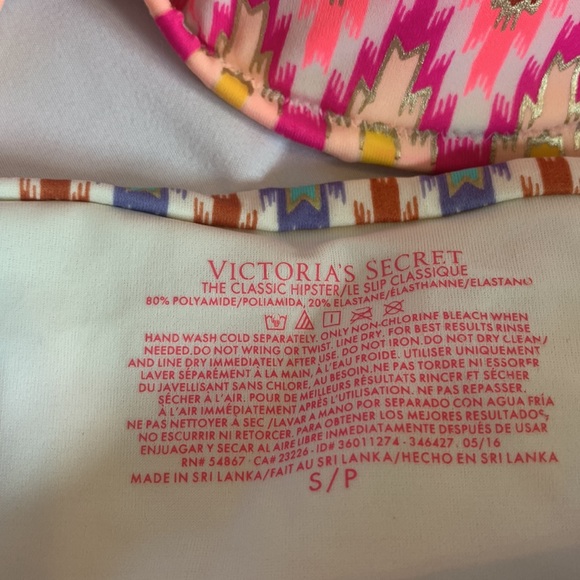 VICTORIA'S SECRET
THE CLASSIC HIPSTER/LE SLIP CLASSIQUE
80% POLYAMIDE/POLIAMIDA, 20% ELASTANE/ÉLASTHANNE/ELASTANO
HAND WASH COLD SEPARATELY. ONLY NON-CHLORINE BLEACH WHEN
NEEDED. DO NOT WRING OR TWIST. LINE DRY. FOR BEST RESULTS RINSE
AND LINE DRY IMMEDIATELY AFTER USE. DO NOT IRON. DO NOT DRY CLEAN/
LAVER SÉPARÉMENT À LA MAIN, À L'EAU FROIDE. UTILISER UNIQUEMENT
DU JAVELLISANT SANS CHLORE, AU BESOIN. NE PAS TORDRE NI ESSORER
SÉCHER À L'AIR. POUR DE MEILLEURS RÉSULTATS RINCER ET SÉCHER
À L'AIR IMMÉDIATEMENT APRÈS L'UTILISATION. NE PAS REPASSER.
NE PAS NETTOYER À SEC/LAVAR A MANO POR SEPARADO CON AGUA FRÍA
NO ESCURRIR NI RETORCER. PARA OBTENER LOS MEJORES RESULTADOS,
ENJUAGAR Y SECAR AL AIRE LIBRE INMEDIATAMENTE DESPUÉS DE USAR
RN# 54867 · CA# 23226 - ID# 36011274 - 346427. 05/16
MADE IN SRI LANKA/FAIT AU SRI LANKA/HECHO EN SRI LANKA
S/P